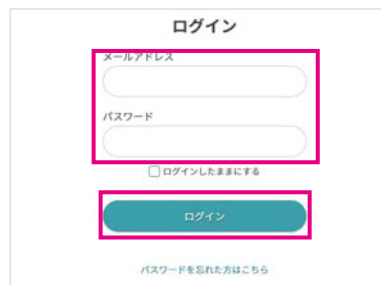 ログイン
メールアドレス
パスワード
ログインしたままにする
ログイン
パスワードを忘れた方はこちら